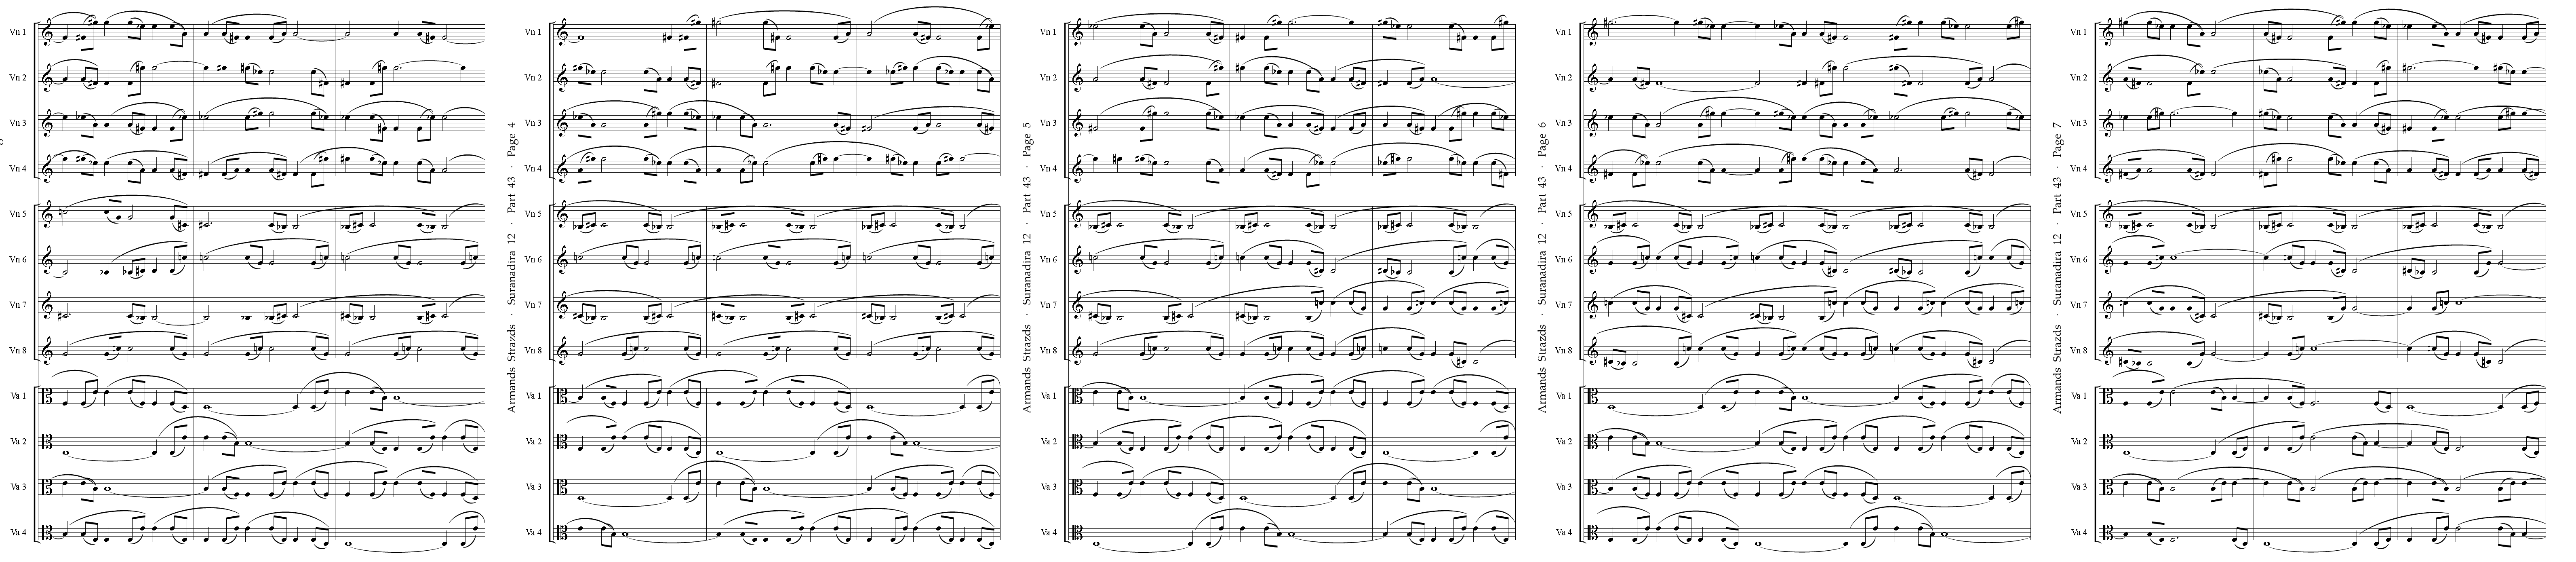 Vn 1
Vn 2
Vn 3
Vn 4
Vn 5
Vn 6
Vn 7
Vn 8
Va 1
Va 2
Va 3
Va 4
Armands Strazds · Suranadira 12 · Part 43 · Page 4
Vn 1
Vn 2
Vn 3
Vn 4
Vn 5
Vn 6
Vn 7
Vn 8
Va 1
Va 2
Va 3
Va 4
Armands Strazds · Suranadira 12 · Part 43 · Page 5
Vn 1
Vn 2
Vn 3
Vn 4
Vn 5
Vn 6
Vn 7
Vn 8
Va 1
Va 2
Va 3
Va 4
Armands Strazds · Suranadira 12 · Part 43 · Page 6
Vn 1
Vn 2
Vn 3
Vn 4
Vn 5
Vn 6
Vn 7
Vn 8
Va 1
Va 2
Va 3
Va 4
Armands Strazds · Suranadira 12 · Part 43 · Page 7
Vn 1
Vn 2
Vn 3
Vn 4
Vn 5
Vn 6
Vn 7
Vn 8
Va 1
Va 2
Va 3
Va 4